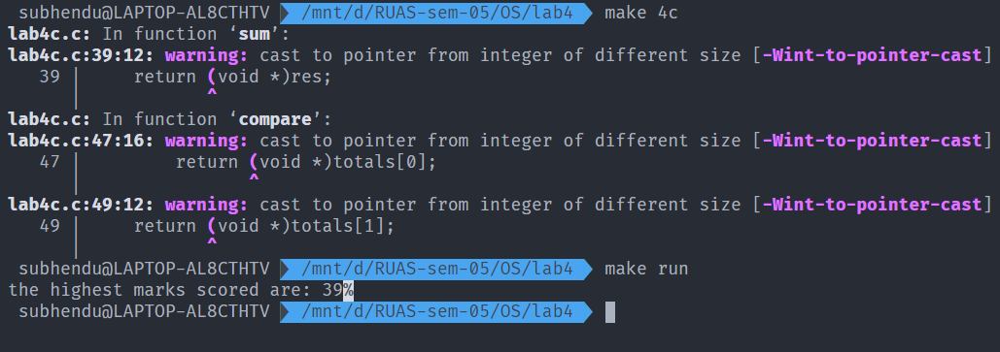 subhendu@LAPTOP-AL8CTHTV /mnt/d/RUAS-sem-05/OS/lab4 make 4c
lab4c.c: In function ‘sum’:
lab4c.c:39:12: warning: cast to pointer from integer of different size [-Wint-to-pointer-cast]
39 | return (void *)res;
| ^
lab4c.c: In function ‘compare’:
lab4c.c:47:16: warning: cast to pointer from integer of different size [-Wint-to-pointer-cast]
47 | return (void *)totals[0];
| ^
lab4c.c:49:12: warning: cast to pointer from integer of different size [-Wint-to-pointer-cast]
49 | return (void *)totals[1];
| ^
subhendu@LAPTOP-AL8CTHTV /mnt/d/RUAS-sem-05/OS/lab4 make run
the highest marks scored are: 39%
subhendu@LAPTOP-AL8CTHTV /mnt/d/RUAS-sem-05/OS/lab4